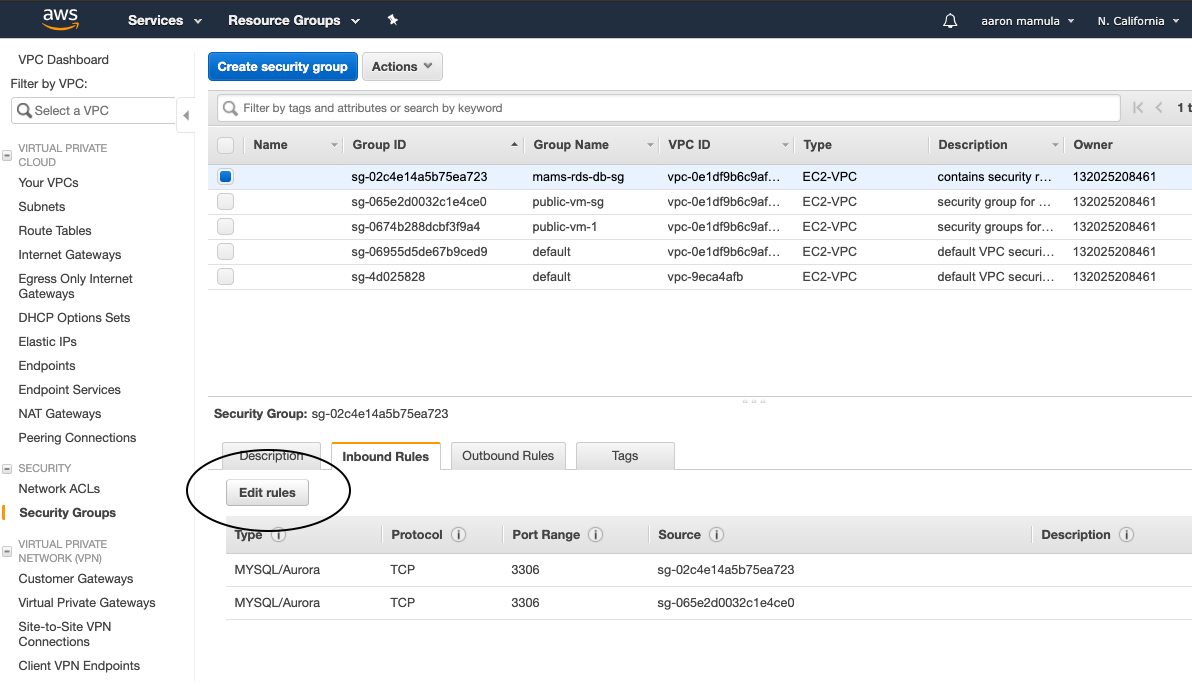 aws Services Resource Groups aaron mamula N. California
VPC Dashboard
Filter by VPC:
Select a VPC
VIRTUAL PRIVATE
CLOUD
Your VPCs
Subnets
Route Tables
Internet Gateways
Egress Only Internet
Gateways
DHCP Options Sets
Elastic IPs
Endpoints
Endpoint Services
NAT Gateways
Peering Connections
SECURITY
Network ACLs
Security Groups
VIRTUAL PRIVATE
NETWORK (VPN)
Customer Gateways
Virtual Private Gateways
Site-to-Site VPN
Connections
Client VPN Endpoints
Create security group Actions
Filter by tags and attributes or search by keyword 1 t
Name Group ID Group Name VPC ID Type Description Owner
sg-02c4e14a5b75ea723 mams-rds-db-sg vpc-0e1df9b6c9af... EC2-VPC contains security r... 132025208461
sg-065e2d0032c1e4ce0 public-vm-sg vpc-0e1df9b6c9af... EC2-VPC security group for ... 132025208461
sg-0674b288dcbf3f9a4 public-vm-1 vpc-0e1df9b6c9af... EC2-VPC security groups for... 132025208461
sg-06955d5de67b9ced9 default vpc-0e1df9b6c9af... EC2-VPC default VPC securi... 132025208461
sg-4d025828 default vpc-9eca4afb EC2-VPC default VPC securi... 132025208461
Security Group: sg-02c4e14a5b75ea723
Description Inbound Rules Outbound Rules Tags
Edit rules
Type i Protocol i Port Range i Source i Description i
MYSQL/Aurora TCP 3306 sg-02c4e14a5b75ea723
MYSQL/Aurora TCP 3306 sg-065e2d0032c1e4ce0